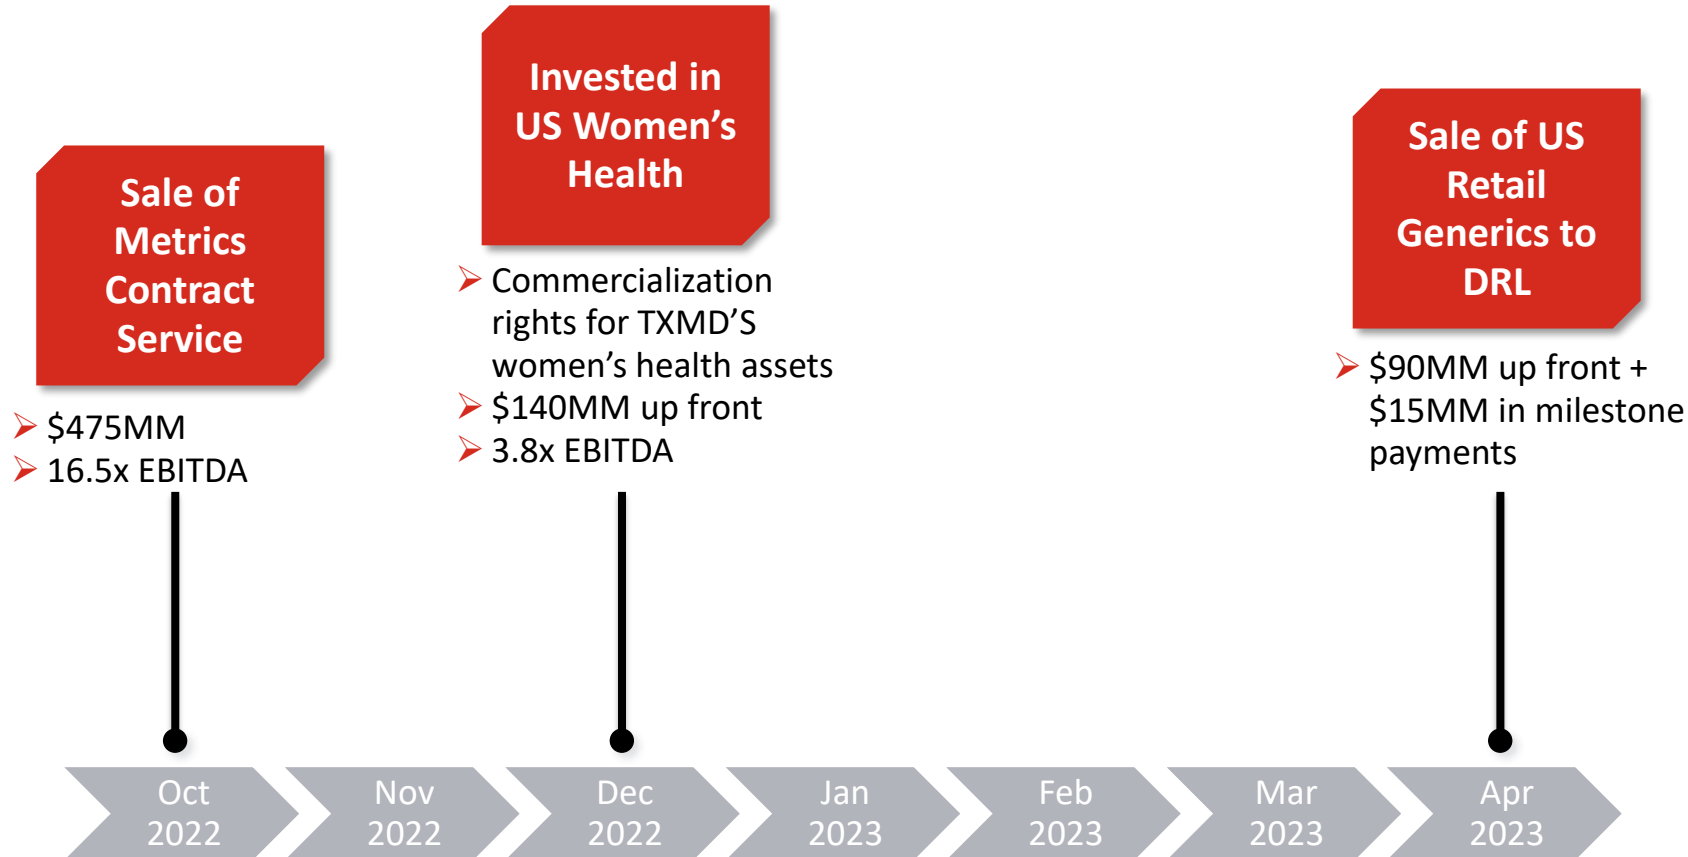 Sale of
Metrics
Contract
Service
➢ $475MM
➢ 16.5x EBITDA
Invested in
US Women’s
Health
➢ Commercialization
rights for TXMD’S
women’s health assets
➢ $140MM up front
➢ 3.8x EBITDA
Sale of US
Retail
Generics to
DRL
➢ $90MM up front +
$15MM in milestone
payments
Oct
2022
Nov
2022
Dec
2022
Jan
2023
Feb
2023
Mar
2023
Apr
2023